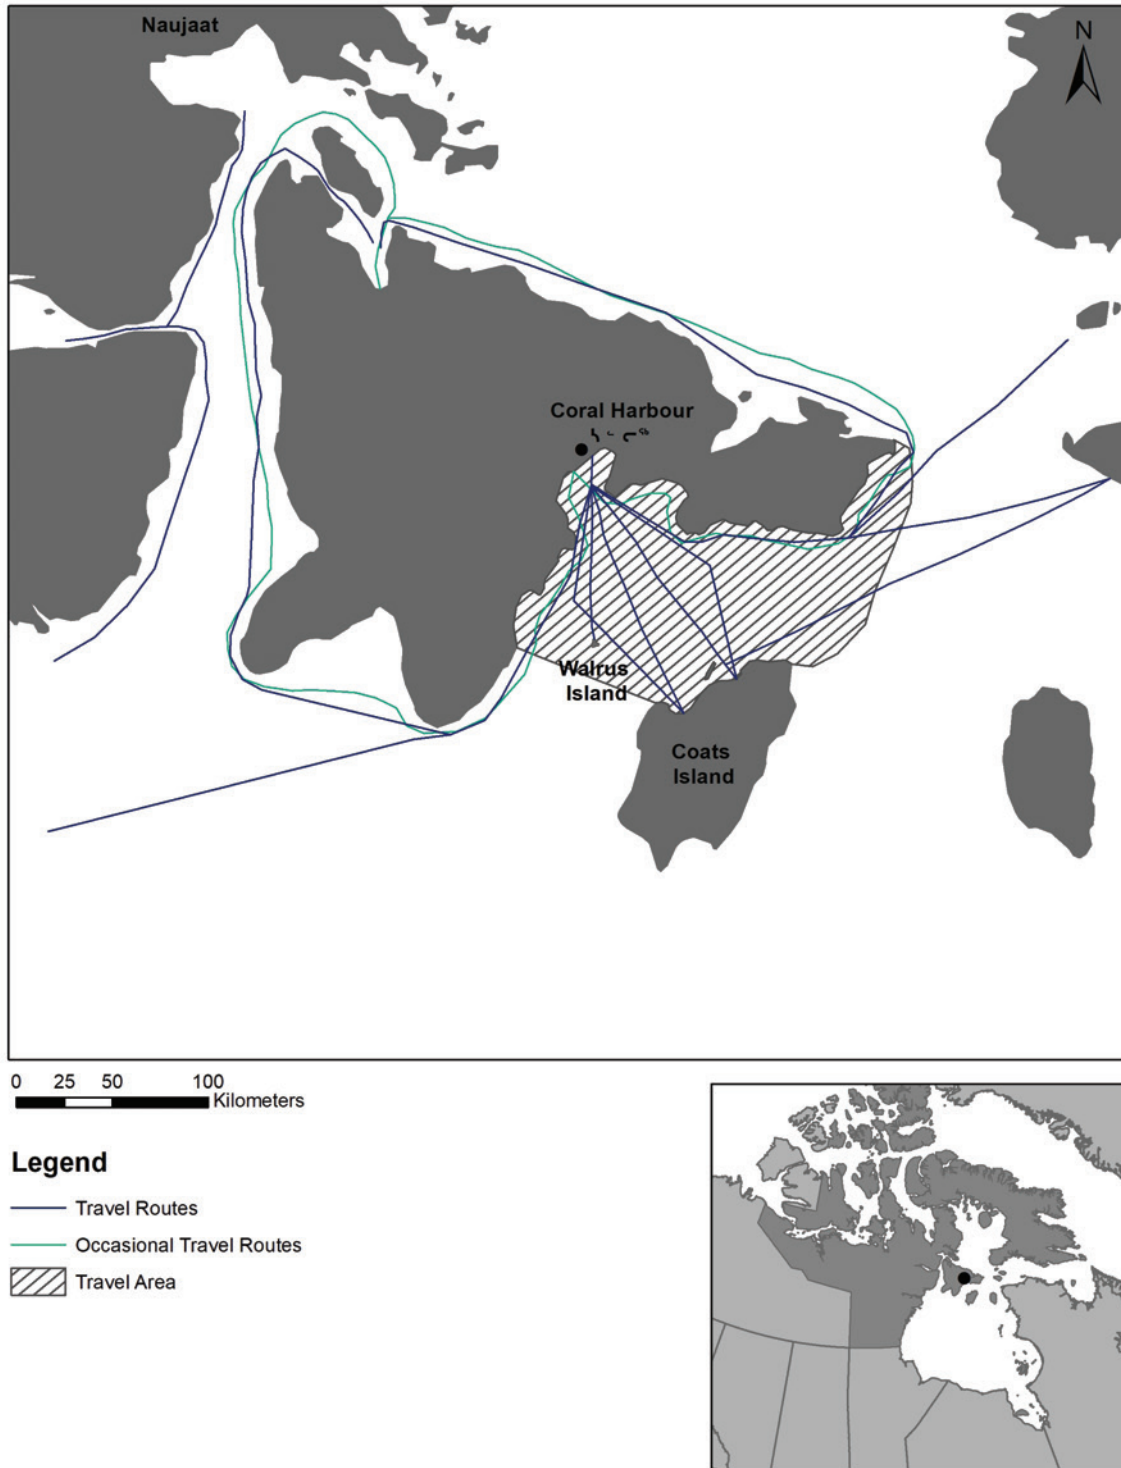 Naujaat
N
Coral Harbour
Walrus
Island
Coats
Island
0 25 50 100
Kilometers
Legend
Travel Routes
Occasional Travel Routes
Travel Area